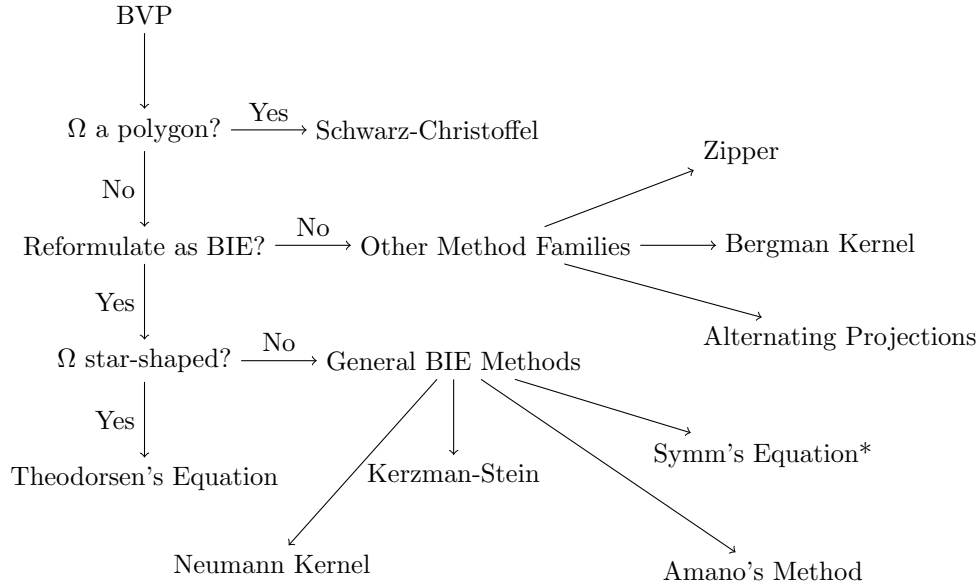 BVP
Ω a polygon?
Yes
Schwarz-Christoffel
No
Zipper
Reformulate as BIE?
No
Other Method Families
Bergman Kernel
Yes
Alternating Projections
Ω star-shaped?
No
General BIE Methods
Yes
Symm's Equation*
Theodorsen's Equation
Kerzman-Stein
Neumann Kernel
Amano's Method